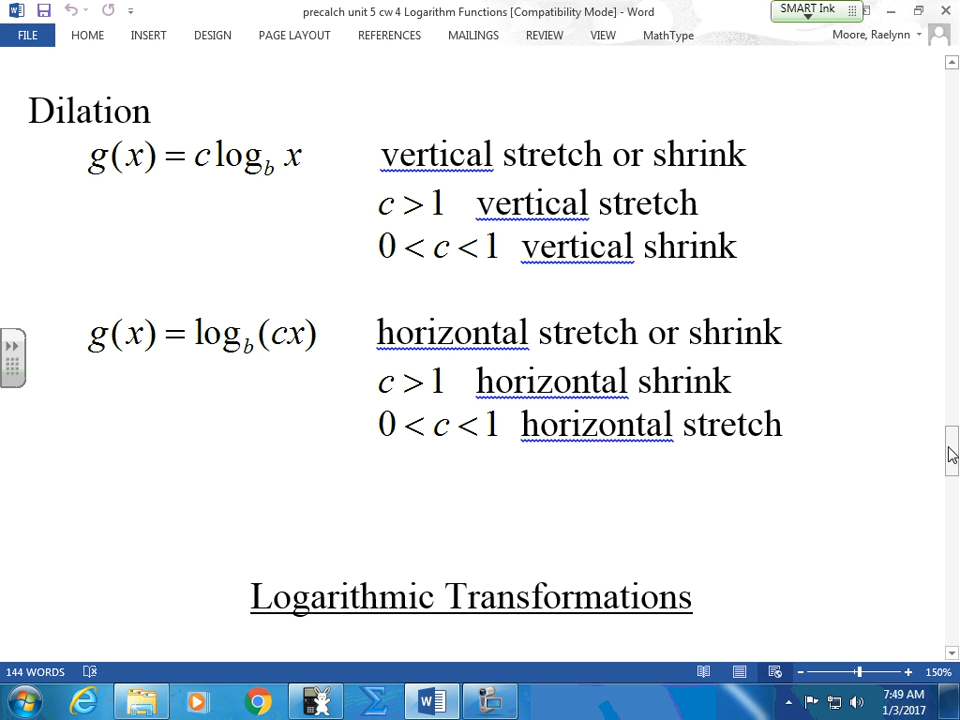 precalch unit 5 cw 4 Logarithm Functions [Compatibility Mode] - Word
SMART Ink
FILE HOME INSERT DESIGN PAGE LAYOUT REFERENCES MAILINGS REVIEW VIEW MathType Moore, Raelynn
Dilation
g(x) = c log_b x vertical stretch or shrink
c > 1 vertical stretch
0 < c < 1 vertical shrink
g(x) = log_b (cx) horizontal stretch or shrink
c > 1 horizontal shrink
0 < c < 1 horizontal stretch
Logarithmic Transformations
144 WORDS 150%
7:49 AM
1/3/2017